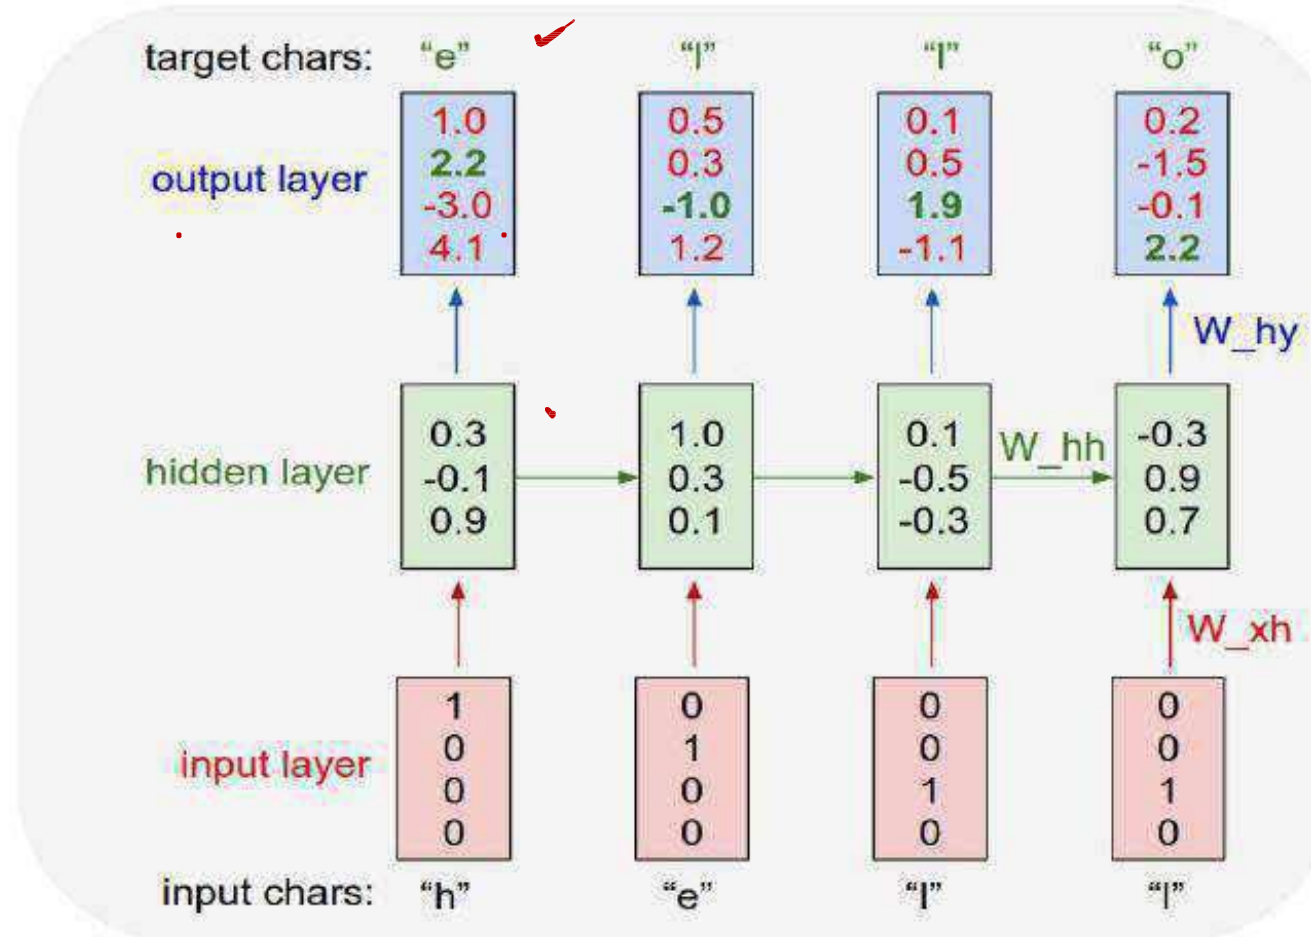 target chars: “e” “l” “l” “o”
1.0 0.5 0.1 0.2
output layer 2.2 0.3 0.5 -1.5
-3.0 -1.0 1.9 -0.1
4.1 1.2 -1.1 2.2
W_hy
0.3 1.0 0.1 W_hh -0.3
hidden layer -0.1 0.3 -0.5 0.9
0.9 0.1 -0.3 0.7
W_xh
1 0 0 0
input layer 0 1 0 0
0 0 1 1
0 0 0 0
input chars: “h” “e” “l” “l”